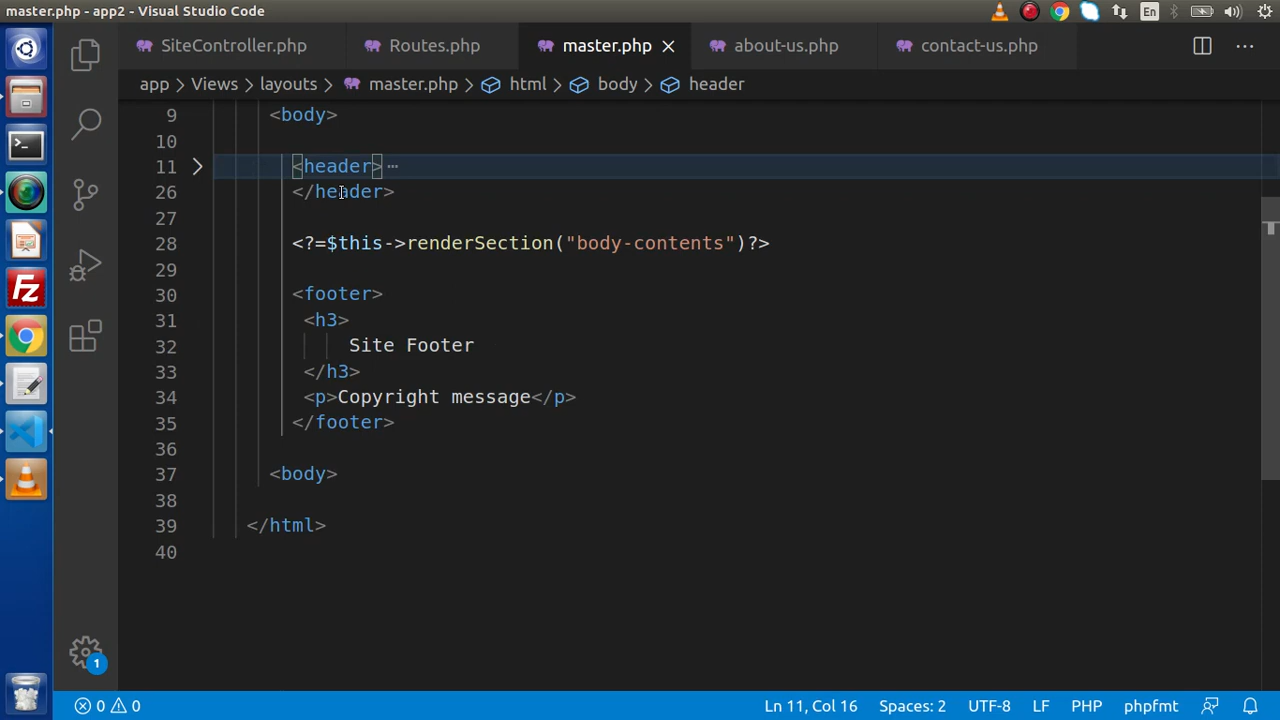 master.php - app2 - Visual Studio Code
En
SiteController.php
Routes.php
master.php
about-us.php
contact-us.php
app > Views > layouts > master.php > html > body > header
9 <body>
10
11 <header> ⋯
26 </header>
27
28 <?=$this->renderSection("body-contents")?>
29
30 <footer>
31 <h3>
32 Site Footer
33 </h3>
34 <p>Copyright message</p>
35 </footer>
36
37 <body>
38
39 </html>
40
1
0 0 Ln 11, Col 16 Spaces: 2 UTF-8 LF PHP phpfmt